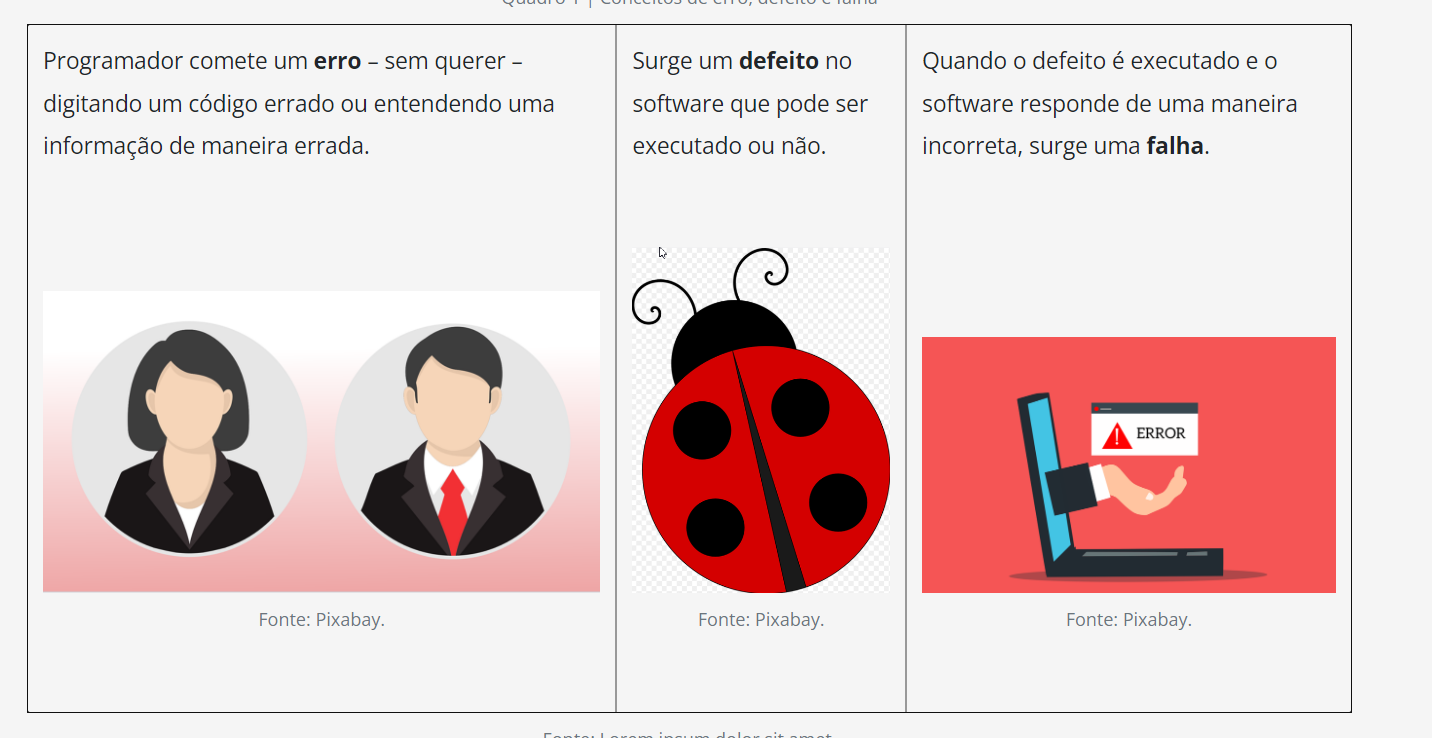 Quadro 1 | Conceitos de erro, defeito e falha
Programador comete um erro – sem querer –
digitando um código errado ou entendendo uma
informação de maneira errada.
Surge um defeito no
software que pode ser
executado ou não.
Quando o defeito é executado e o
software responde de uma maneira
incorreta, surge uma falha.
ERROR
Fonte: Pixabay.
Fonte: Pixabay.
Fonte: Pixabay.
Fonte: Lorem ipsum dolor sit amet